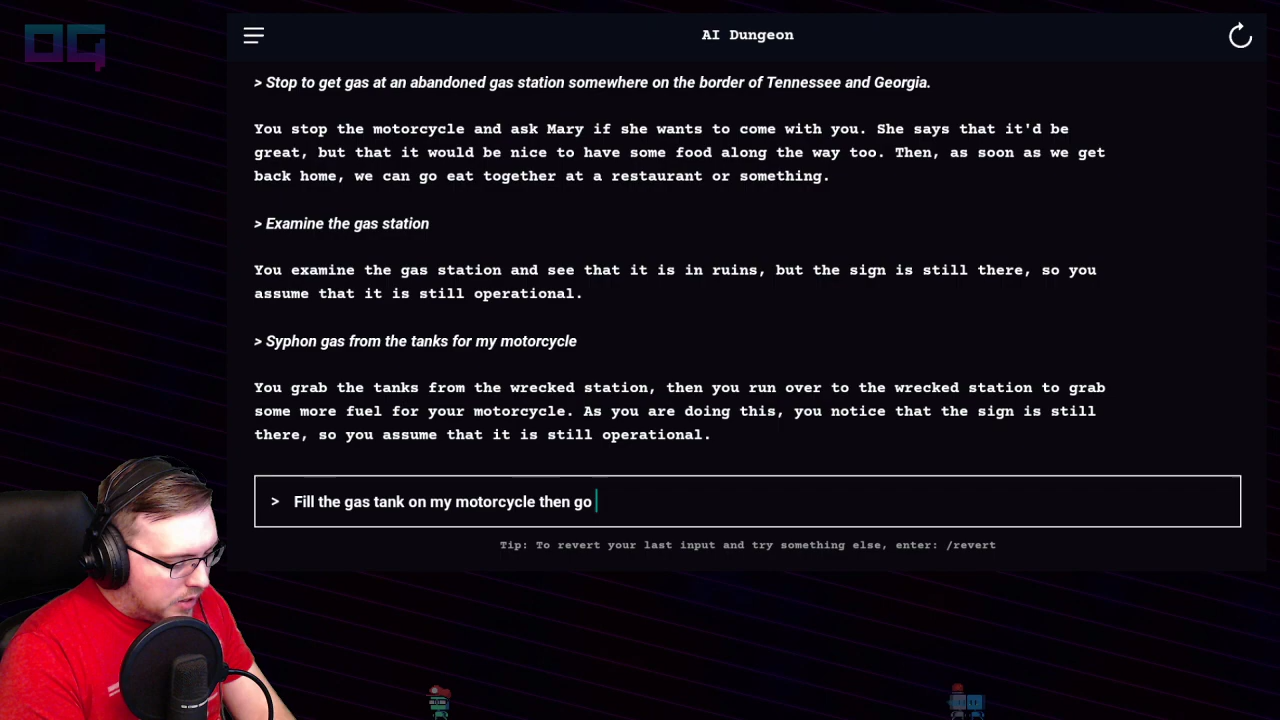 OG
AI Dungeon
> Stop to get gas at an abandoned gas station somewhere on the border of Tennessee and Georgia.
You stop the motorcycle and ask Mary if she wants to come with you. She says that it'd be
great, but that it would be nice to have some food along the way too. Then, as soon as we get
back home, we can go eat together at a restaurant or something.
> Examine the gas station
You examine the gas station and see that it is in ruins, but the sign is still there, so you
assume that it is still operational.
> Syphon gas from the tanks for my motorcycle
You grab the tanks from the wrecked station, then you run over to the wrecked station to grab
some more fuel for your motorcycle. As you are doing this, you notice that the sign is still
there, so you assume that it is still operational.
> Fill the gas tank on my motorcycle then go
Tip: To revert your last input and try something else, enter: /revert